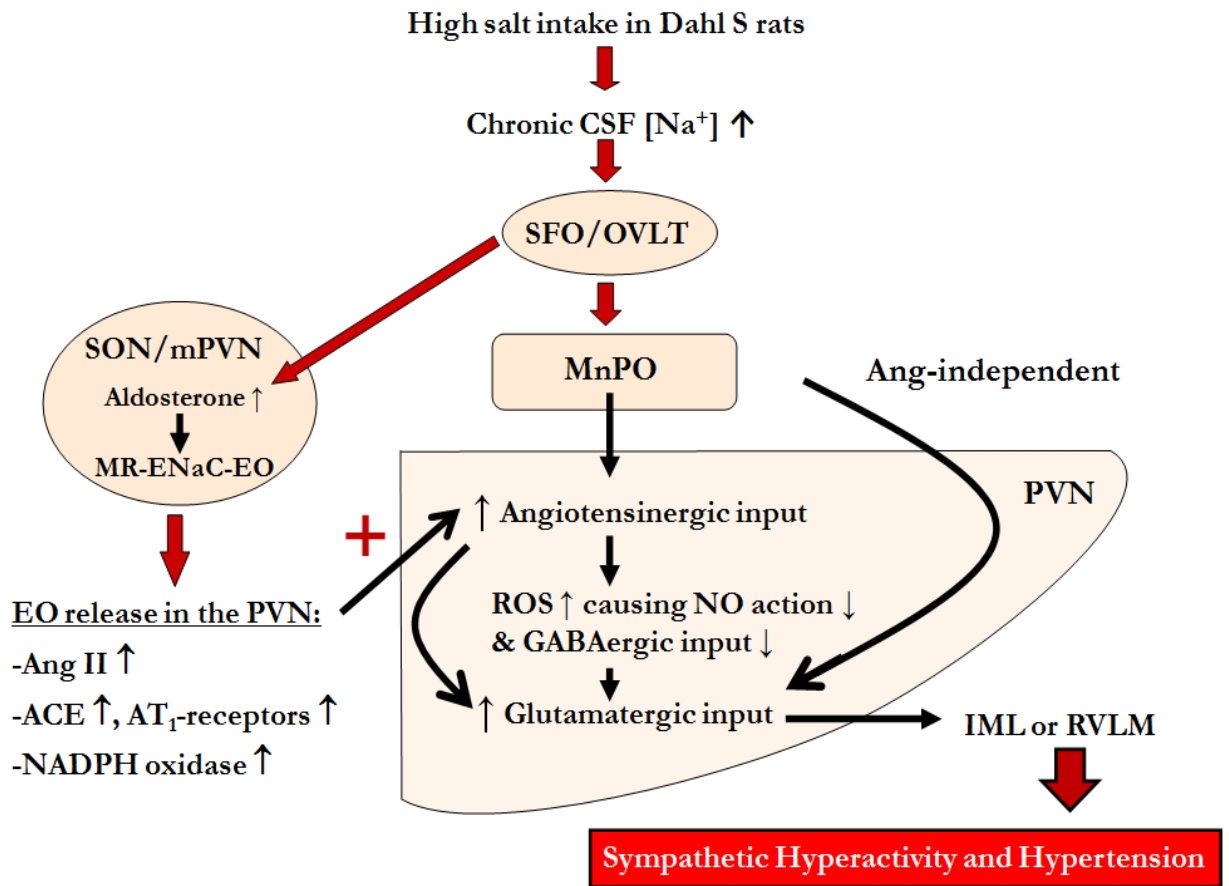 High salt intake in Dahl S rats
Chronic CSF [Na⁺] ↑
SFO/OVLT
SON/mPVN
Aldosterone ↑
MR-ENaC-EO
MnPO
Ang-independent
PVN
+
↑ Angiotensinergic input
ROS ↑ causing NO action ↓
& GABAergic input ↓
↑ Glutamatergic input
EO release in the PVN:
-Ang II ↑
-ACE ↑, AT₁-receptors ↑
-NADPH oxidase ↑
IML or RVLM
Sympathetic Hyperactivity and Hypertension